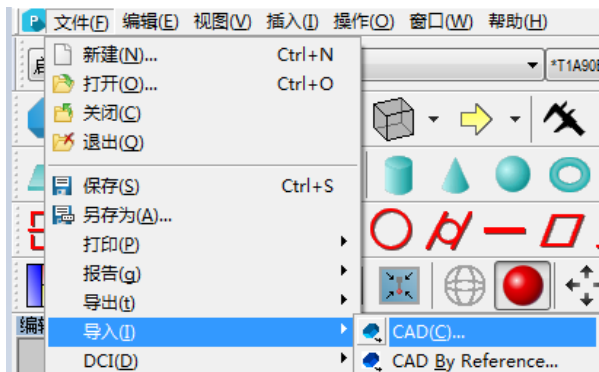 文件(F) 编辑(E) 视图(V) 插入(I) 操作(O) 窗口(W) 帮助(H)
新建(N)... Ctrl+N
*T1A90
打开(O)... Ctrl+O
关闭(C)
退出(Q)
保存(S) Ctrl+S
另存为(A)...
打印(P)
报告(g)
导出(t)
编辑
导入(I) CAD(C)...
DCI(D) CAD By Reference...